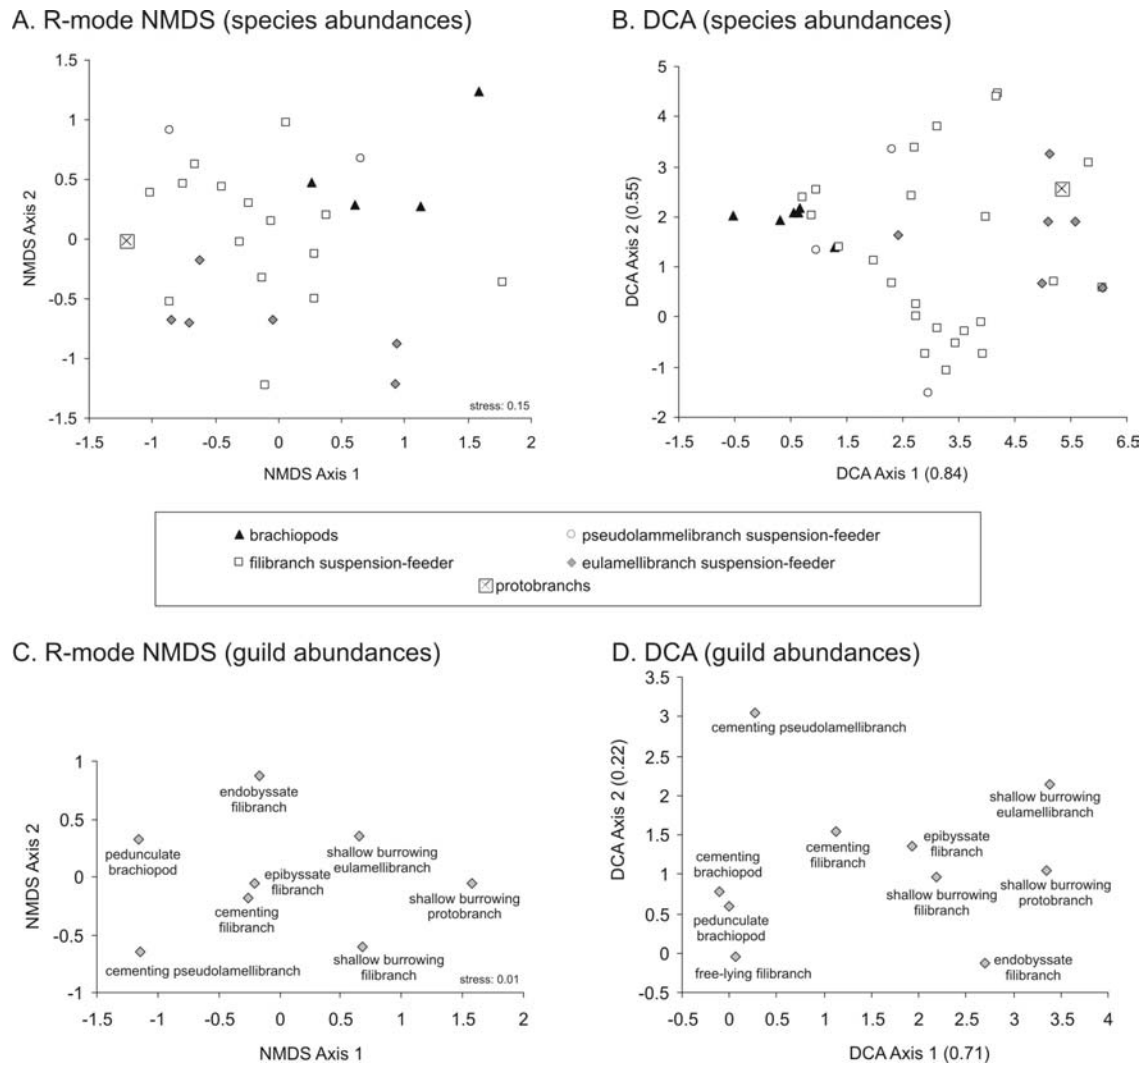 A. R-mode NMDS (species abundances)
1.5
1
0.5
0
-0.5
-1
-1.5
NMDS Axis 2
-1.5
-1
-0.5
0
0.5
1
1.5
2
NMDS Axis 1
stress: 0.15
B. DCA (species abundances)
5
4
3
2
1
0
-1
-2
DCA Axis 2 (0.55)
-1.5
-0.5
0.5
1.5
2.5
3.5
4.5
5.5
6.5
DCA Axis 1 (0.84)
brachiopods
pseudolammelibranch suspension-feeder
filibranch suspension-feeder
eulamellibranch suspension-feeder
protobranchs
C. R-mode NMDS (guild abundances)
1
0.5
0
-0.5
-1
NMDS Axis 2
endobyssate
filibranch
pedunculate
brachiopod
shallow burrowing
eulamellibranch
epibyssate
flibranch
cementing
filibranch
shallow burrowing
protobranch
cementing pseudolamellibranch
shallow burrowing
filibranch
stress: 0.01
-1.5
-1
-0.5
0
0.5
1
1.5
2
NMDS Axis 1
D. DCA (guild abundances)
3.5
3
2.5
2
1.5
1
0.5
0
-0.5
DCA Axis 2 (0.22)
cementing pseudolamellibranch
shallow burrowing
eulamellibranch
epibyssate
flibranch
cementing
filibranch
cementing
brachiopod
shallow burrowing
filibranch
shallow burrowing
protobranch
pedunculate
brachiopod
free-lying filibranch
endobyssate
filibranch
-0.5
0
0.5
1
1.5
2
2.5
3
3.5
4
DCA Axis 1 (0.71)